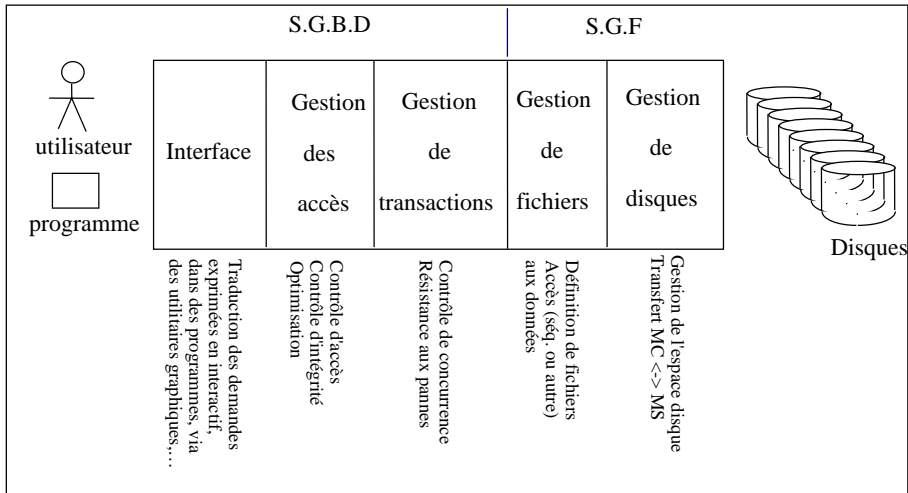 S.G.B.D
S.G.F
utilisateur
programme
Interface
Gestion
des
accès
Gestion
de
transactions
Gestion
de
fichiers
Gestion
de
disques
Disques
Traduction des demandes
exprimées en interactif,
dans des programmes, via
des utilitaires graphiques,...
Contrôle d'accès
Contrôle d'intégrité
Optimisation
Contrôle de concurrence
Résistance aux pannes
Définition de fichiers
Accès (séq. ou autre)
aux données
Gestion de l'espace disque
Transfert MC <-> MS